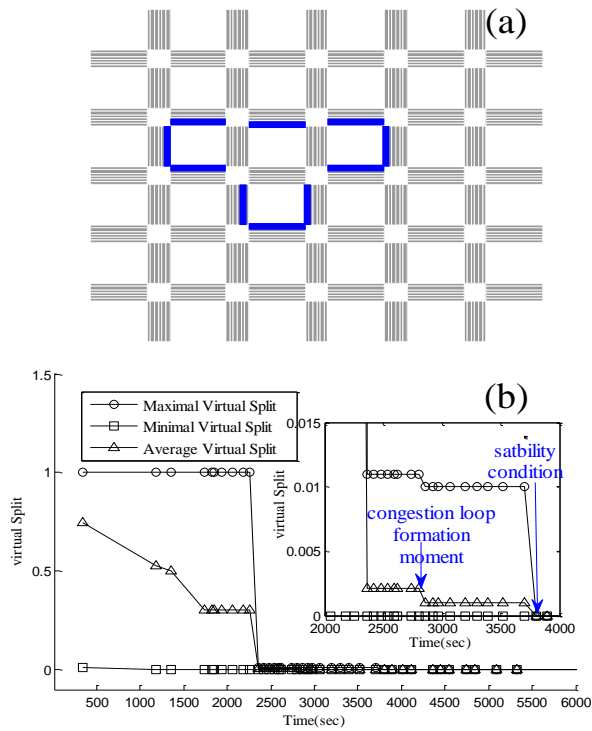 (a)
(b)
1.5
1
0.5
0
virtual Split
Maximal Virtual Split
Minimal Virtual Split
Average Virtual Split
0.015
0.01
0.005
0
virtual Split
satbility
condition
congestion loop
formation
moment
2000 2500 3000 3500 4000
Time(sec)
500 1000 1500 2000 2500 3000 3500 4000 4500 5000 5500 6000
Time(sec)